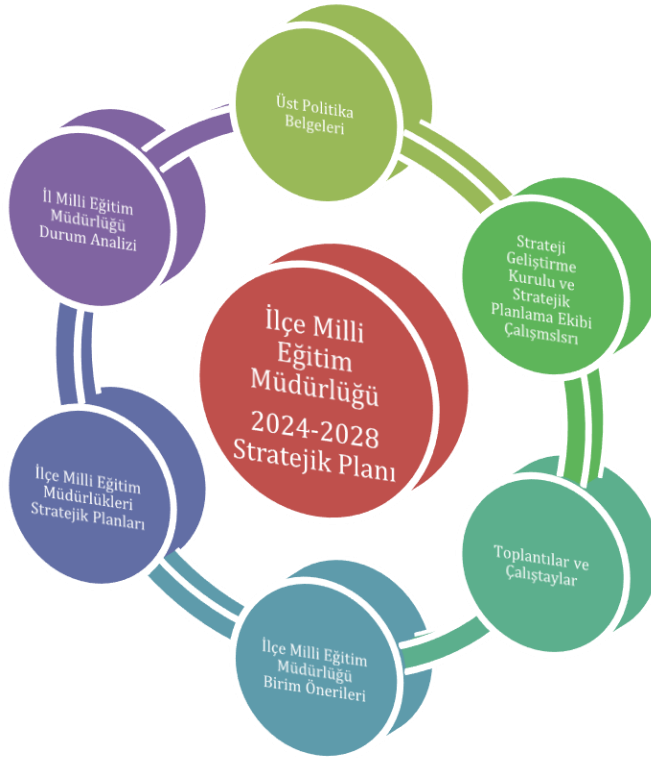 Üst Politika
Belgeleri
Strateji
Geliştirme
Kurulu ve
Stratejik
Planlama Ekibi
Çalışmslsrı
Toplantılar ve
Çalıştaylar
İlçe Milli Eğitim
Müdürlüğü
Birim Önerileri
İlçe Milli Eğitim
Müdürlükleri
Stratejik Planları
İl Milli Eğitim
Müdürlüğü
Durum Analizi
İlçe Milli
Eğitim
Müdürlüğü
2024-2028
Stratejik Planı